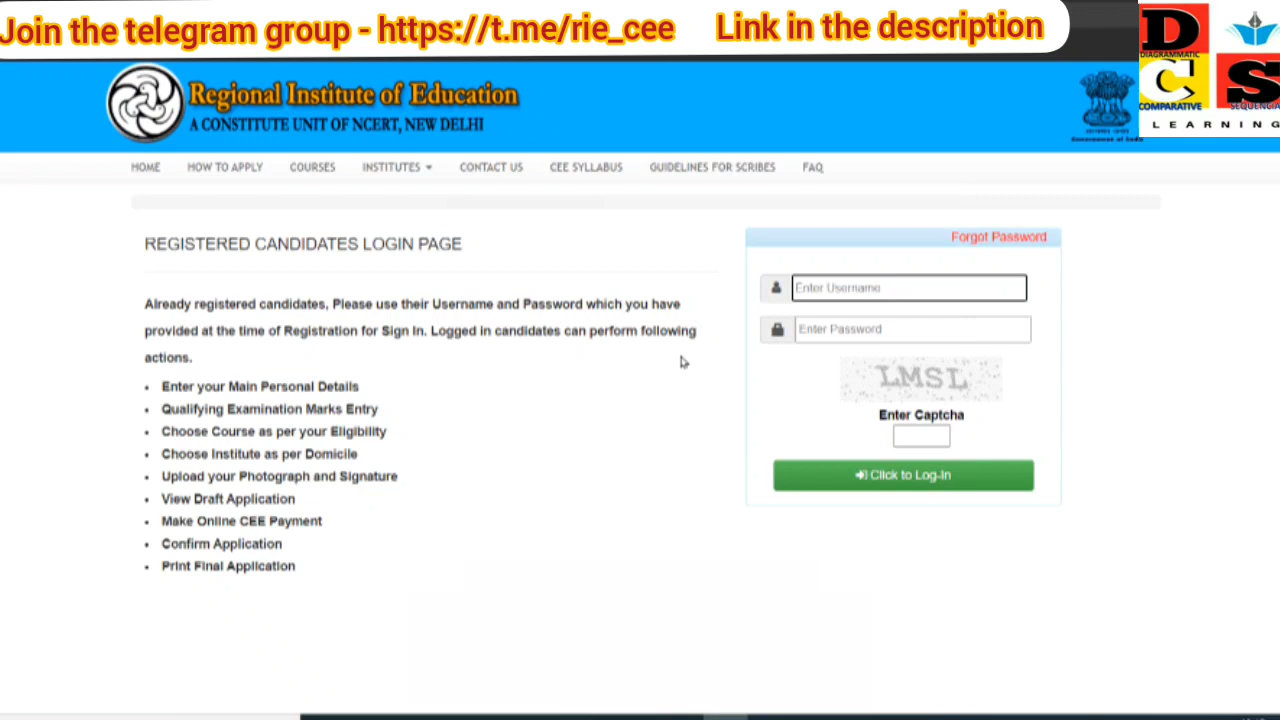 Join the telegram group - https://t.me/rie_cee Link in the description
D
DIAGRAMMATIC
C S
COMPARATIVE SEQUENCIA
LEARNING
Regional Institute of Education
A CONSTITUTE UNIT OF NCERT, NEW DELHI
Government of India
HOME HOW TO APPLY COURSES INSTITUTES CONTACT US CEE SYLLABUS GUIDELINES FOR SCRIBES FAQ
REGISTERED CANDIDATES LOGIN PAGE
Already registered candidates, Please use their Username and Password which you have
provided at the time of Registration for Sign In. Logged in candidates can perform following
actions.
• Enter your Main Personal Details
• Qualifying Examination Marks Entry
• Choose Course as per your Eligibility
• Choose Institute as per Domicile
• Upload your Photograph and Signature
• View Draft Application
• Make Online CEE Payment
• Confirm Application
• Print Final Application
Forgot Password
Enter Username
Enter Password
LMSL
Enter Captcha
Click to Log-In